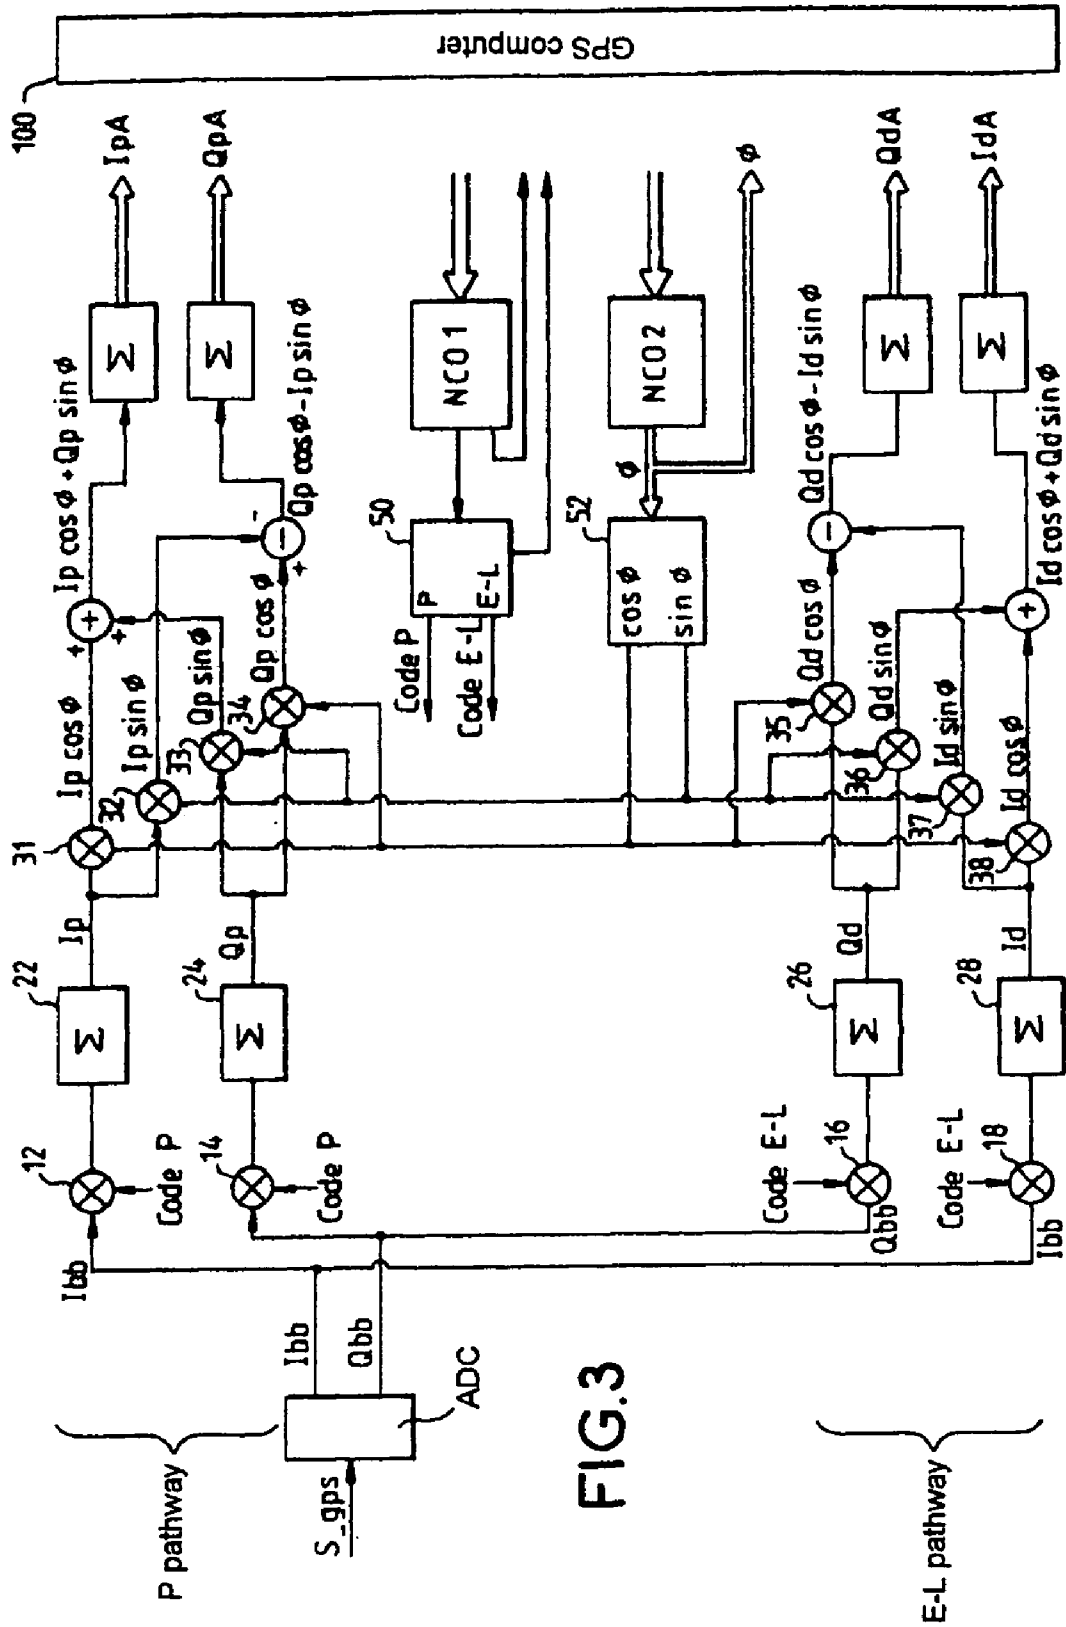 P pathway
S_gps
ADC
Ibb
Qbb
FIG.3
E-L pathway
Ibb
12
Code P
14
Code P
Code E-L
16
Qbb
Code E-L
18
Ibb
22
Σ
24
Σ
26
Σ
28
Σ
Ip
Qp
Qd
Id
31
32
33
34
35
36
37
38
Ip cos ϕ
Ip sin ϕ
Qp sin ϕ
Qp cos ϕ
Qd cos ϕ
Qd sin ϕ
Id sin ϕ
Id cos ϕ
+
+
+
-
-
+
-
+
Code P
Code E-L
50
P
E-L
52
cos ϕ
sin ϕ
ϕ
NCO1
NCO2
Ip cos ϕ + Qp sin ϕ
Qp cos ϕ - Ip sin ϕ
Qd cos ϕ - Id sin ϕ
Id cos ϕ + Qd sin ϕ
Σ
Σ
Σ
Σ
IpA
QpA
ϕ
QdA
IdA
100
GPS computer